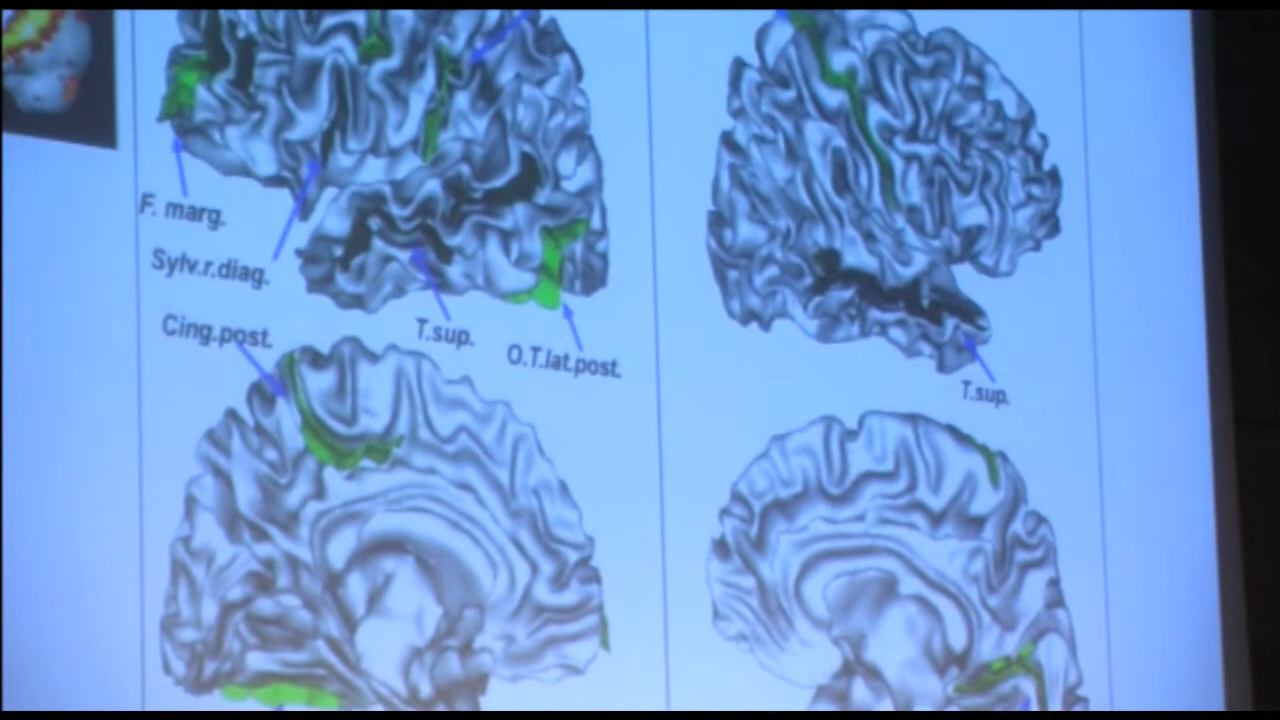 F. marg.
Sylv.r.diag.
Cing.post.
T.sup.
O.T.lat.post.
T.sup.